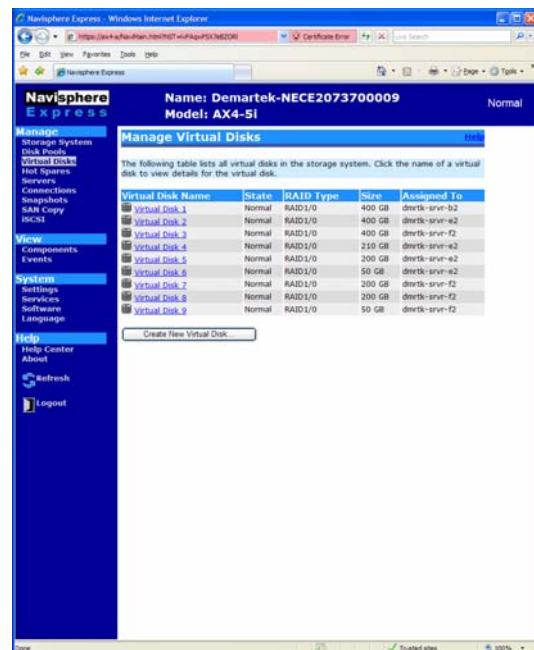 Navisphere Express - Windows Internet Explorer
Certificate Error
Live Search
File Edit View Favorites Tools Help
Navisphere Express
Page
Tools
Navisphere
Express
Name: Demartek-NECE2073700009
Model: AX4-5i
Normal
Manage
Storage System
Disk Pools
Virtual Disks
Hot Spares
Servers
Connections
Snapshots
SAN Copy
iSCSI
View
Components
Events
System
Settings
Services
Software
Language
Help
Help Center
About
Refresh
Logout
Manage Virtual Disks
Help
The following table lists all virtual disks in the storage system. Click the name of a virtual
disk to view details for the virtual disk.
Virtual Disk Name State RAID Type Size Assigned To
Virtual Disk 1 Normal RAID1/0 400 GB dmrtk-srvr-b2
Virtual Disk 2 Normal RAID1/0 400 GB dmrtk-srvr-e2
Virtual Disk 3 Normal RAID1/0 400 GB dmrtk-srvr-f2
Virtual Disk 4 Normal RAID1/0 210 GB dmrtk-srvr-e2
Virtual Disk 5 Normal RAID1/0 200 GB dmrtk-srvr-e2
Virtual Disk 6 Normal RAID1/0 50 GB dmrtk-srvr-e2
Virtual Disk 7 Normal RAID1/0 200 GB dmrtk-srvr-f2
Virtual Disk 8 Normal RAID1/0 200 GB dmrtk-srvr-f2
Virtual Disk 9 Normal RAID1/0 50 GB dmrtk-srvr-f2
Create New Virtual Disk...
Done
Trusted sites
100%